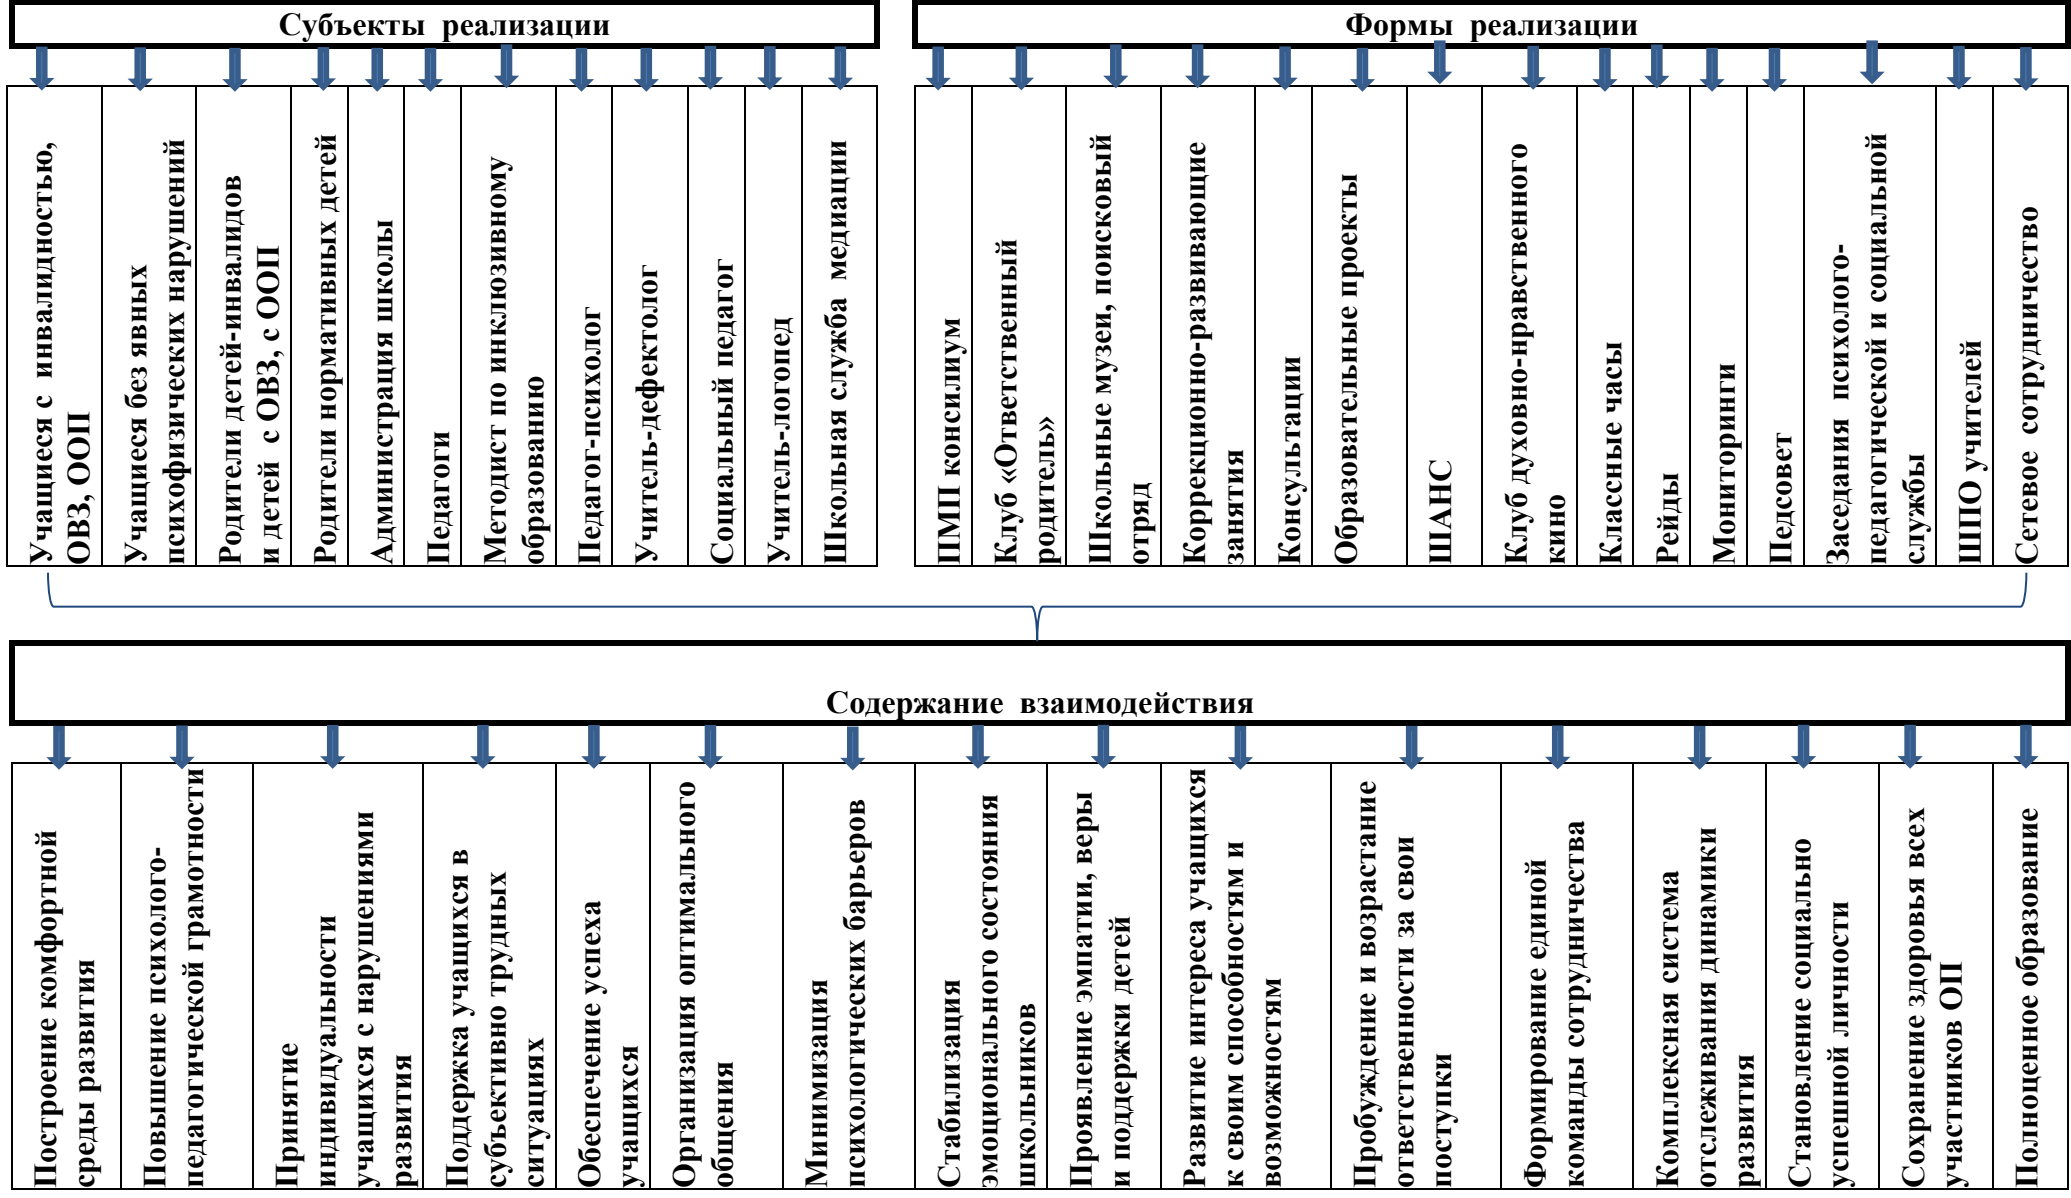 Субъекты реализации
Учащиеся с инвалидностью,
ОВЗ, ООП
Учащиеся без явных
психофизических нарушений
Родители детей-инвалидов
и детей с ОВЗ, с ООП
Родители нормативных детей
Администрация школы
Педагоги
Методист по инклюзивному
образованию
Педагог-психолог
Учитель-дефектолог
Социальный педагог
Учитель-логопед
Школьная служба медиации
Формы реализации
ПМП консилиум
Клуб «Ответственный
родитель»
Школьные музеи, поисковый
отряд
Коррекционно-развивающие
занятия
Консультации
Образовательные проекты
ШАНС
Клуб духовно-нравственного
кино
Классные часы
Рейды
Мониторинги
Педсовет
Заседания психолого-
педагогической и социальной
службы
ШПО учителей
Сетевое сотрудничество
Содержание взаимодействия
Построение комфортной
среды развития
Повышение психолого-
педагогической грамотности
Принятие
индивидуальности
учащихся с нарушениями
развития
Поддержка учащихся в
субъективно трудных
ситуациях
Обеспечение успеха
учащихся
Организация оптимального
общения
Минимизация
психологических барьеров
Стабилизация
эмоционального состояния
школьников
Проявление эмпатии, веры
и поддержки детей
Развитие интереса учащихся
к своим способностям и
возможностям
Пробуждение и возрастание
ответственности за свои
поступки
Формирование единой
команды сотрудничества
Комплексная система
отслеживания динамики
развития
Становление социально
успешной личности
Сохранение здоровья всех
участников ОП
Полноценное образование